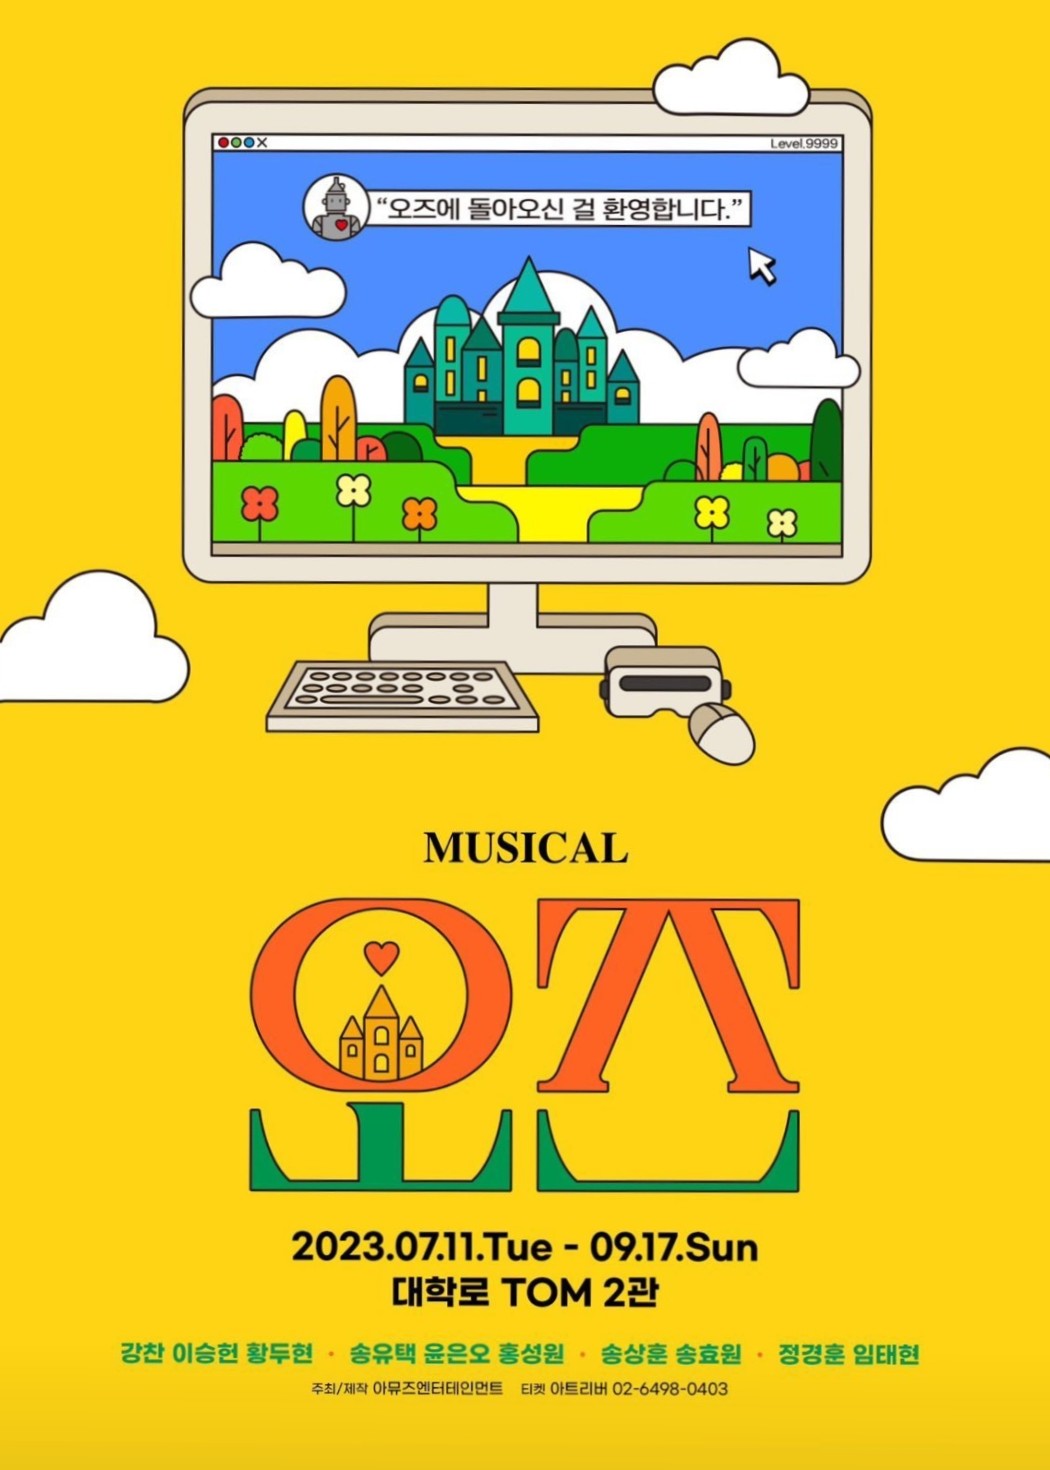 Level.9999
“오즈에 돌아오신 걸 환영합니다.”
MUSICAL
오즈
2023.07.11.Tue - 09.17.Sun
대학로 TOM 2관
강찬 이승헌 황두현 · 송유택 윤은오 홍성원 · 송상훈 송효원 · 정경훈 임태현
주최/제작 아뮤즈엔터테인먼트 티켓 아트리버 02-6498-0403